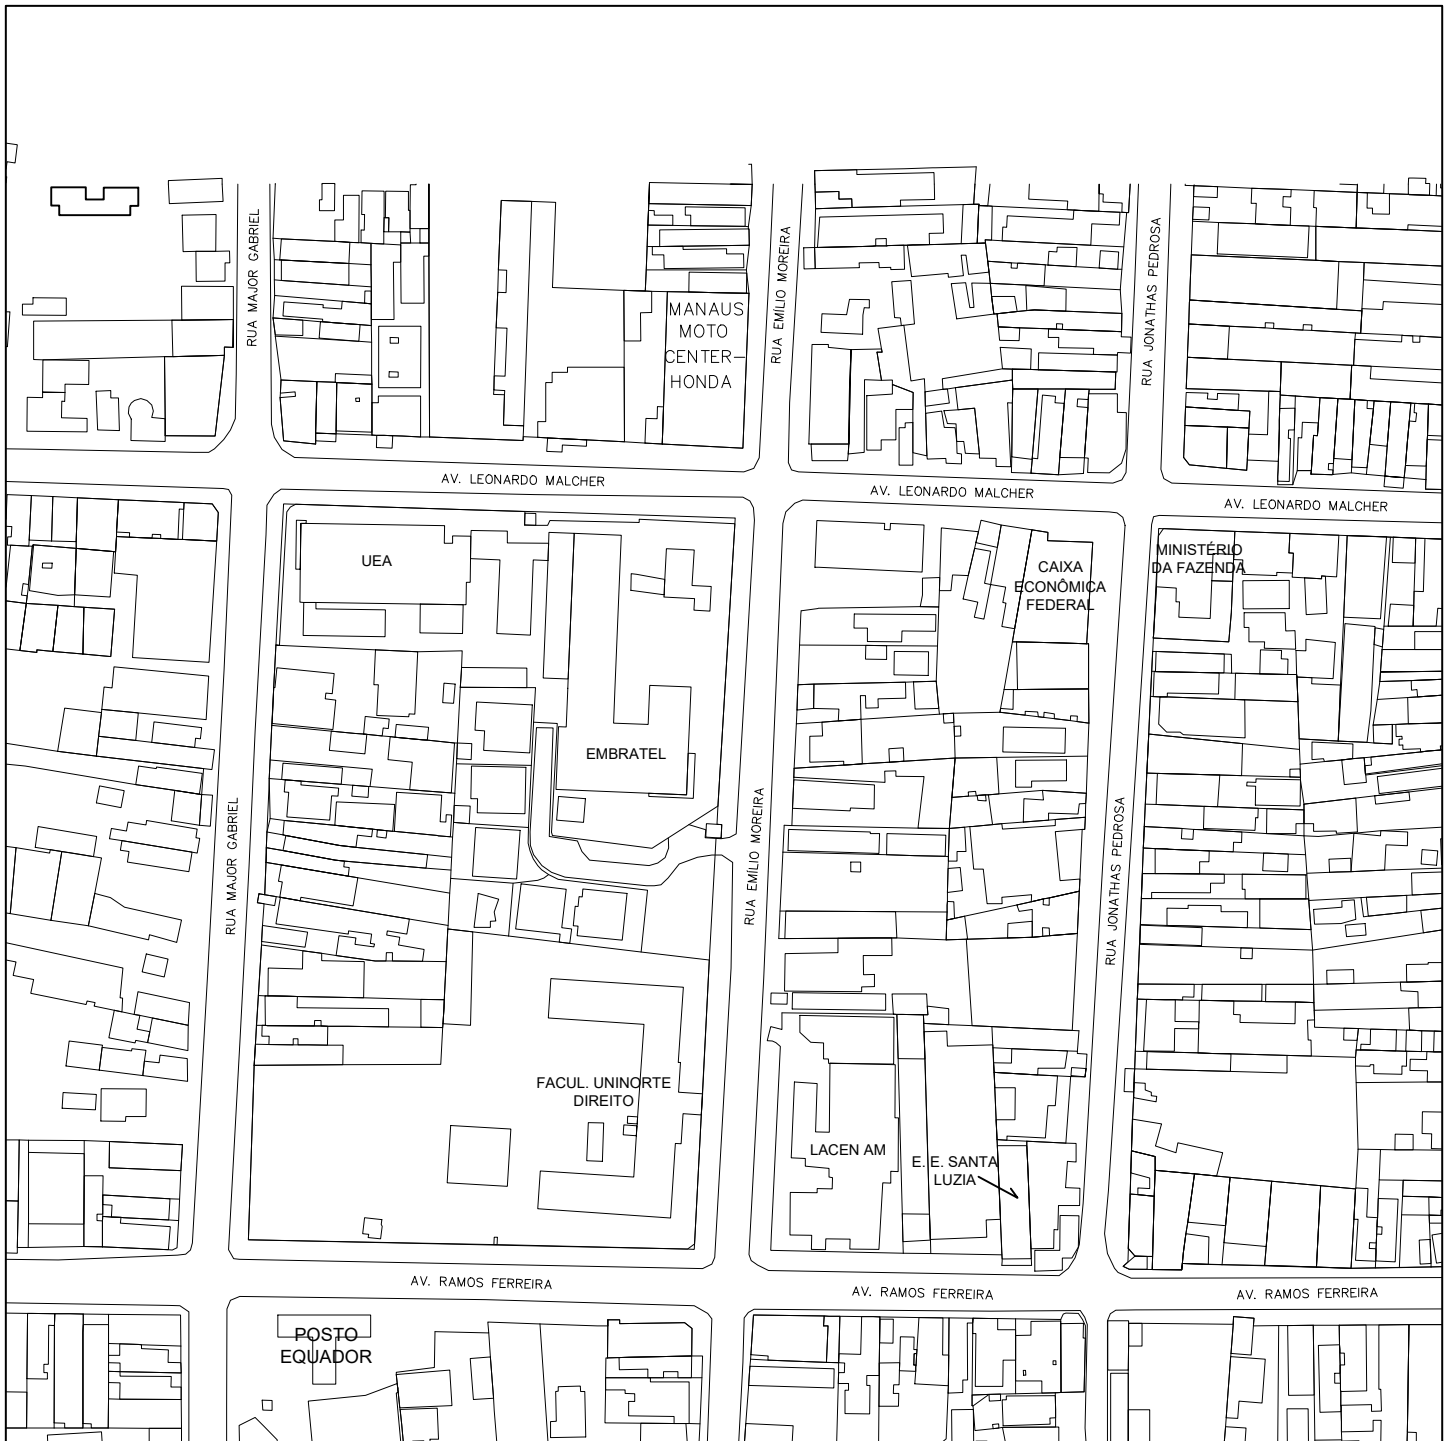 RUA MAJOR GABRIEL
RUA EMÍLIO MOREIRA
RUA JONATHAS PEDROSA
MANAUS
MOTO
CENTER-
HONDA
AV. LEONARDO MALCHER
AV. LEONARDO MALCHER
AV. LEONARDO MALCHER
UEA
CAIXA
ECONÔMICA
FEDERAL
MINISTÉRIO
DA FAZENDA
EMBRATEL
RUA MAJOR GABRIEL
RUA EMÍLIO MOREIRA
RUA JONATHAS PEDROSA
FACUL. UNINORTE
DIREITO
LACEN AM
E. E. SANTA
LUZIA
AV. RAMOS FERREIRA
AV. RAMOS FERREIRA
AV. RAMOS FERREIRA
POSTO
EQUADOR